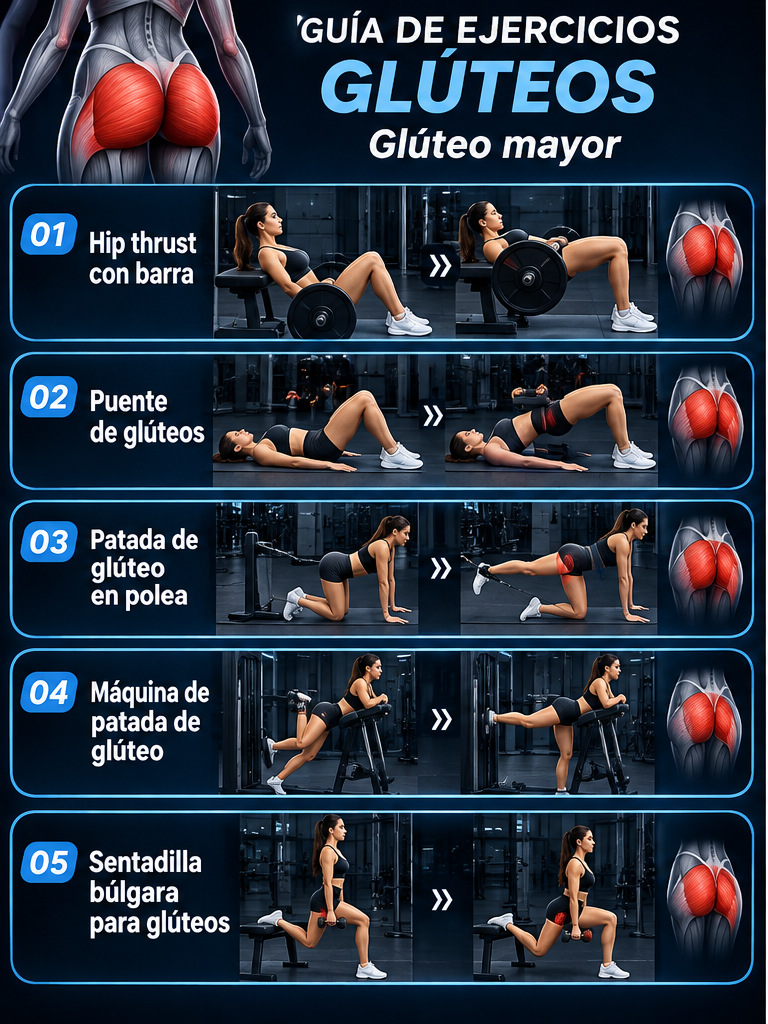 GUÍA DE EJERCICIOS
GLÚTEOS
Glúteo mayor
01
Hip thrust
con barra
»
02
Puente
de glúteos
»
03
Patada de
glúteo
en polea
»
04
Máquina de
patada de
glúteo
»
05
Sentadilla
búlgara
para glúteos
»